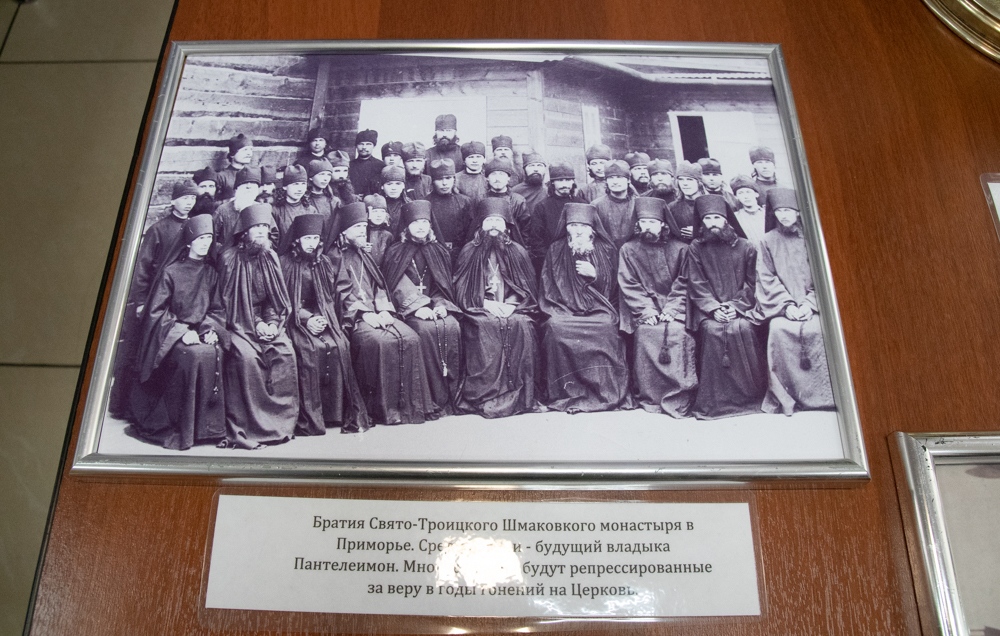 Братия Свято-Троицкого Шмаковкого монастыря в
Приморье. - будущий владыка
Пантелеимон. будут репрессированные
за веру в годы гонений на Церковь.